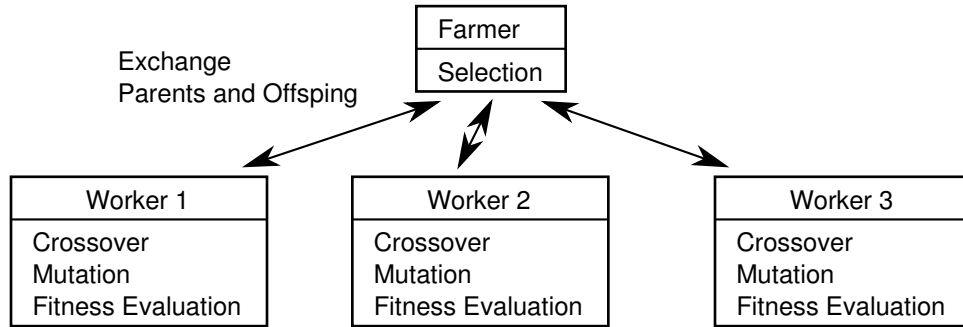 Farmer
Selection
Exchange
Parents and Offsping
Worker 1
Crossover
Mutation
Fitness Evaluation
Worker 2
Crossover
Mutation
Fitness Evaluation
Worker 3
Crossover
Mutation
Fitness Evaluation